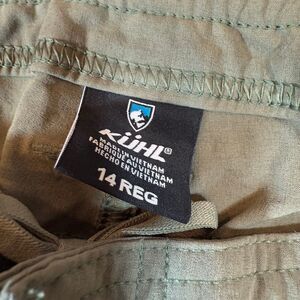 KÜHL®
MADE IN VIETNAM
FABRIQUÉ AU VIETNAM
HECHO EN VIETNAM
14 REG